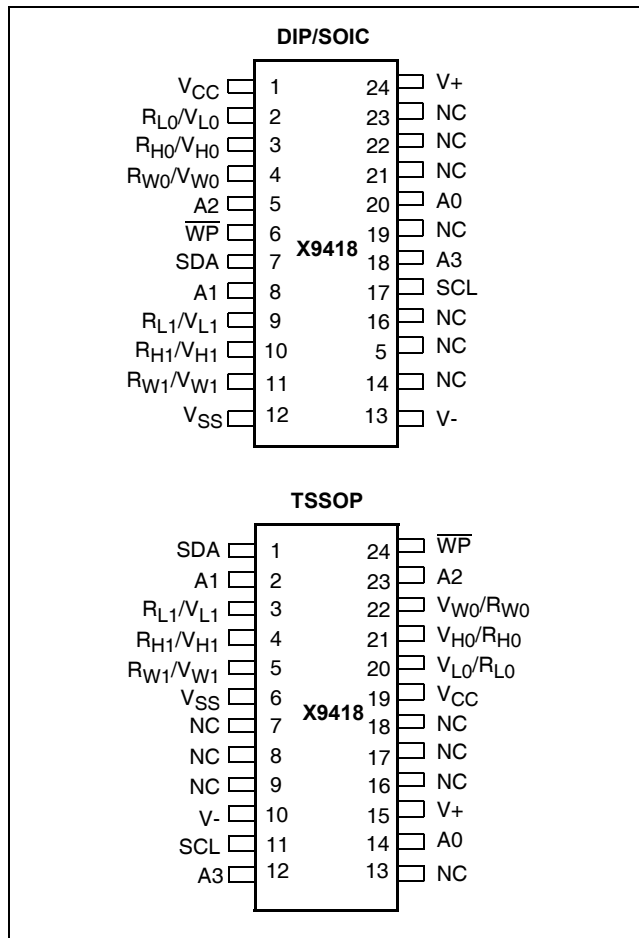 DIP/SOIC
VCC 1 24 V+
RL0/VL0 2 23 NC
RH0/VH0 3 22 NC
RW0/VW0 4 21 NC
A2 5 20 A0
WP 6 19 NC
X9418
SDA 7 18 A3
A1 8 17 SCL
RL1/VL1 9 16 NC
RH1/VH1 10 5 NC
RW1/VW1 11 14 NC
VSS 12 13 V-
TSSOP
SDA 1 24 WP
A1 2 23 A2
RL1/VL1 3 22 VW0/RW0
RH1/VH1 4 21 VH0/RH0
RW1/VW1 5 20 VL0/RL0
VSS 6 19 VCC
X9418
NC 7 18 NC
NC 8 17 NC
NC 9 16 NC
V- 10 15 V+
SCL 11 14 A0
A3 12 13 NC